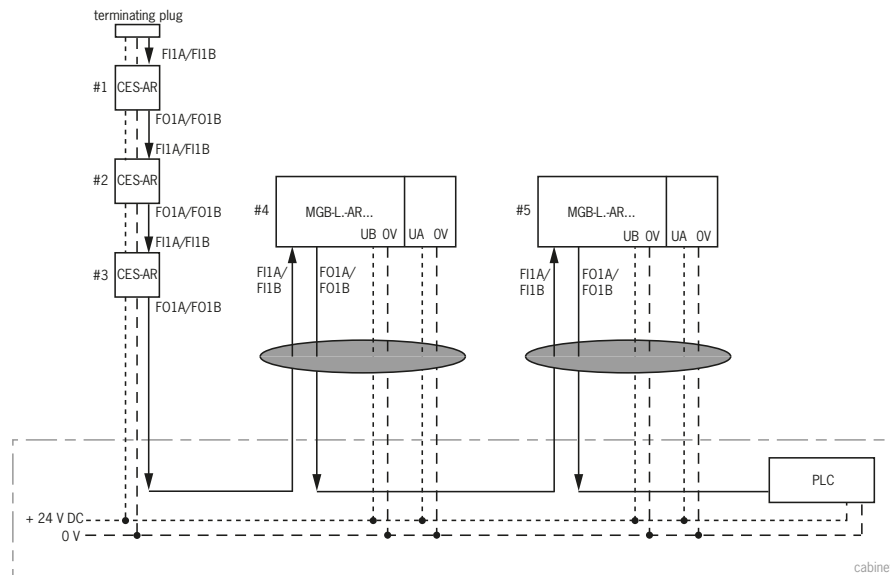 terminating plug
FI1A/FI1B
#1 CES-AR
FO1A/FO1B
FI1A/FI1B
#2 CES-AR
FO1A/FO1B
FI1A/FI1B
#3 CES-AR
FO1A/FO1B
#4 MGB-L.-AR...
UB 0V UA 0V
FI1A/
FI1B
FO1A/
FO1B
#5 MGB-L.-AR...
UB 0V UA 0V
FI1A/
FI1B
FO1A/
FO1B
PLC
+ 24 V DC
0 V
cabine